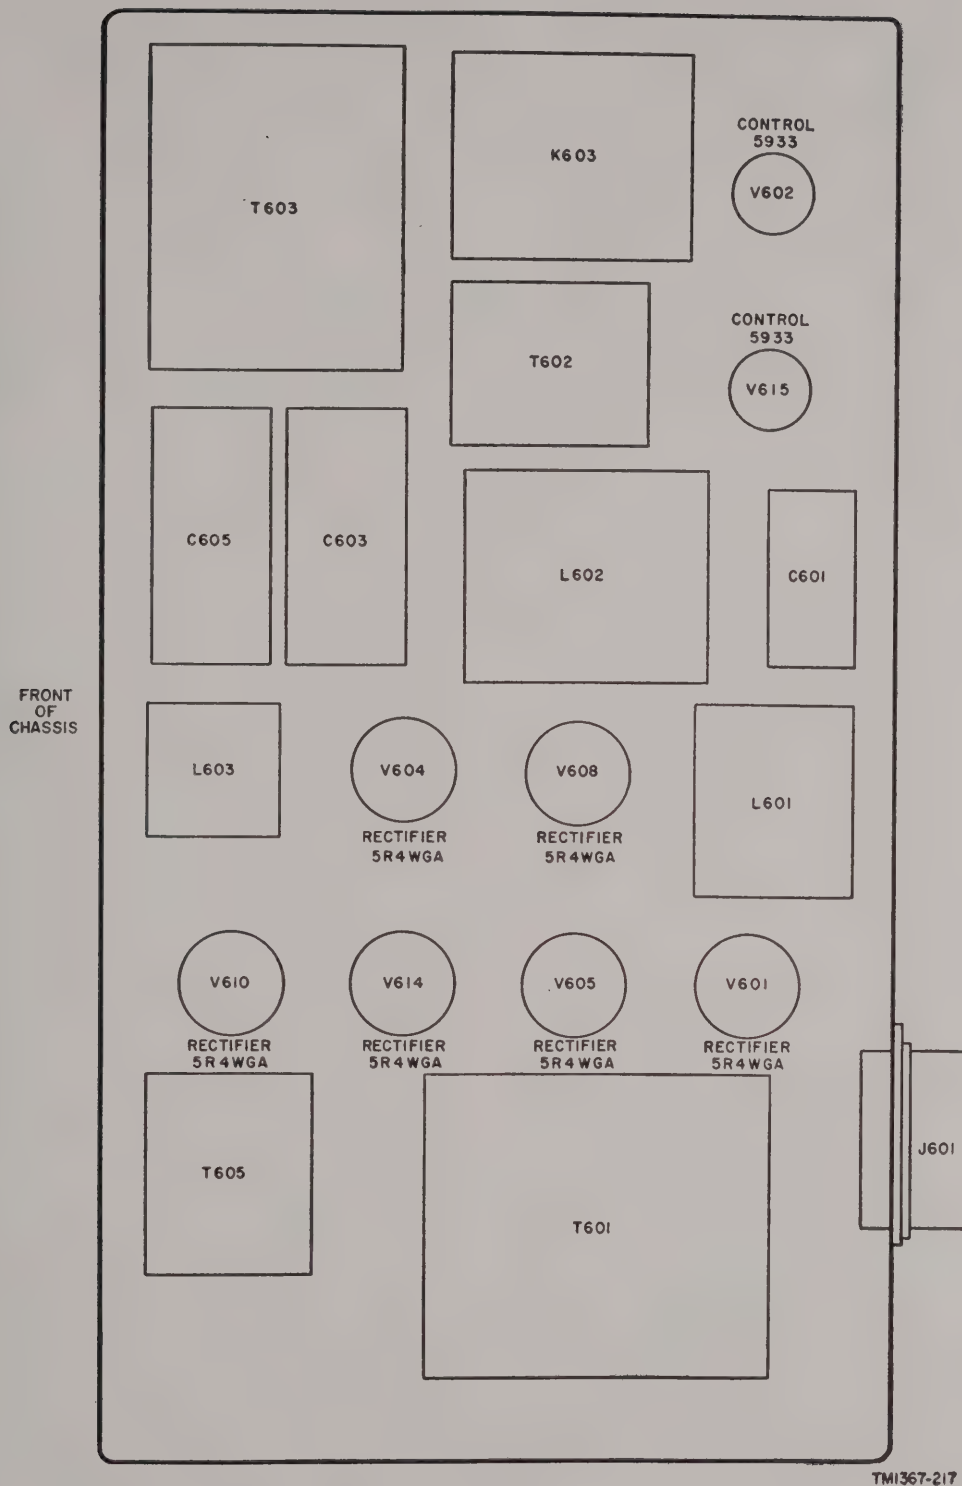 CONTROL
5933
K603
V602
T603
CONTROL
5933
T602
V615
C605
C603
L602
C601
FRONT
OF
CHASSIS
L603
V604
V608
L601
RECTIFIER
5R4WGA
RECTIFIER
5R4WGA
V610
V614
V605
V601
RECTIFIER
5R4WGA
RECTIFIER
5R4WGA
RECTIFIER
5R4WGA
RECTIFIER
5R4WGA
T605
J601
T601
TM1367-217